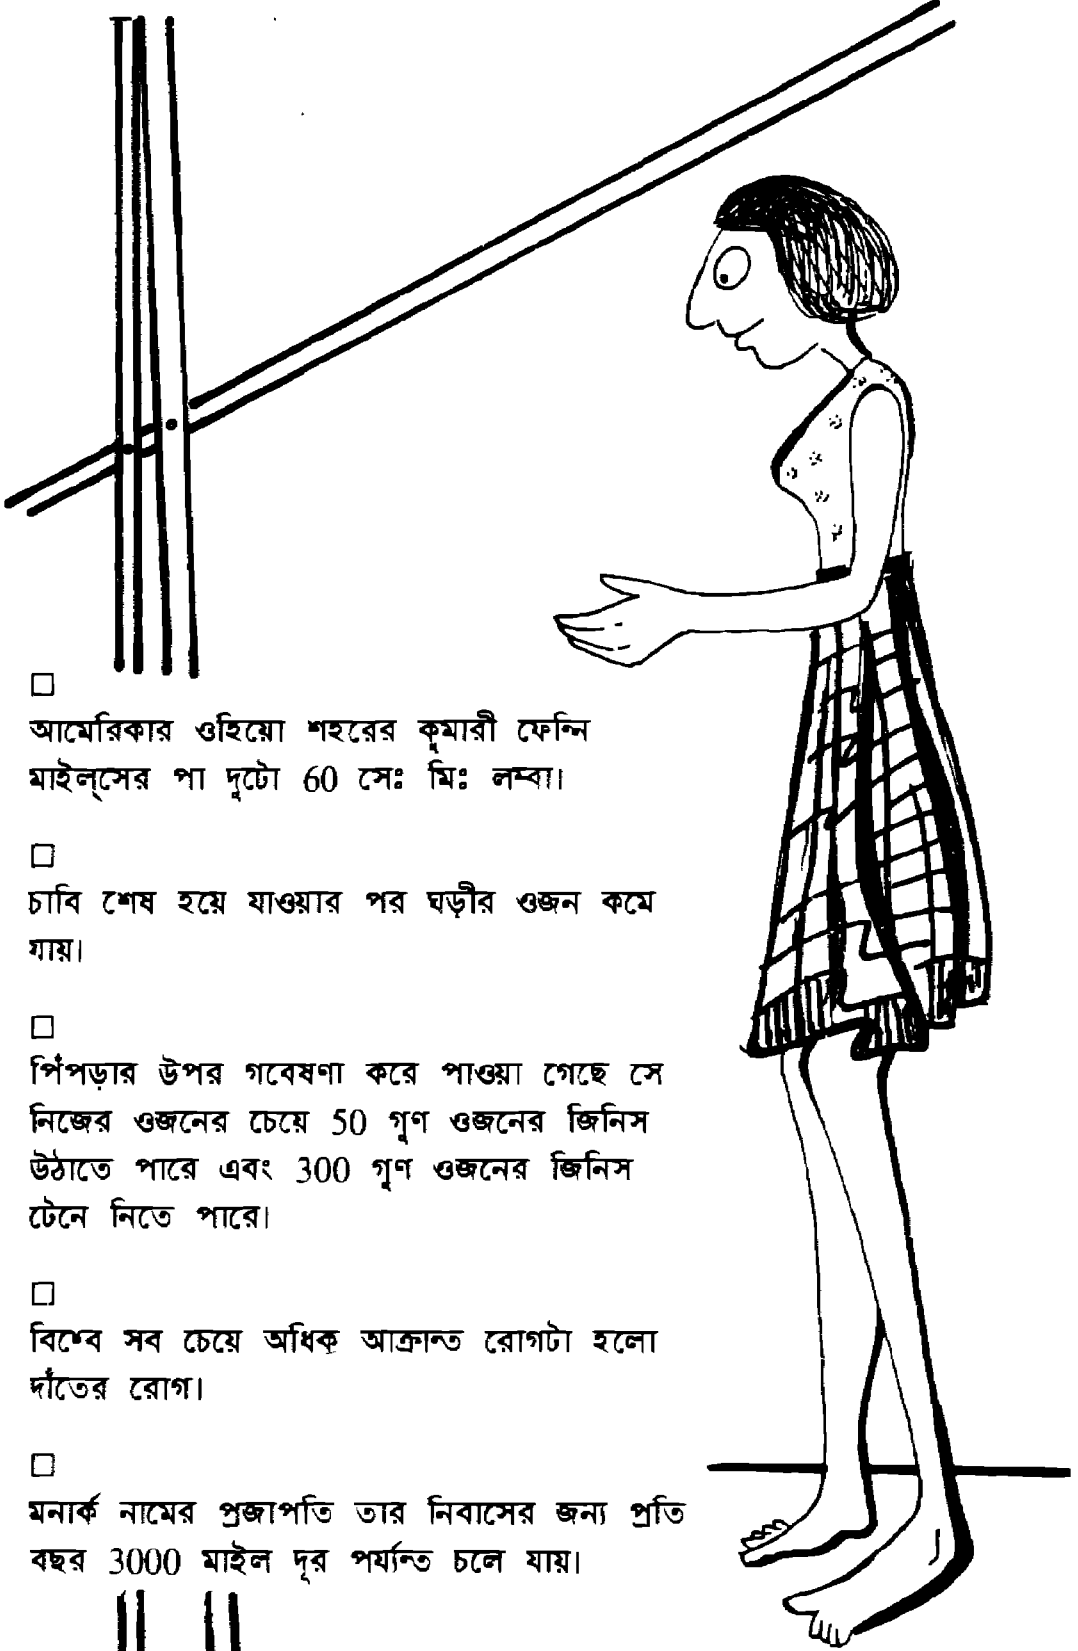 □
আমেরিকার ওহিয়ো শহরের কুমারী ফেন্নি
মাইল্‌সের পা দুটো 60 সেঃ মিঃ লম্বা।
□
চাবি শেষ হয়ে যাওয়ার পর ঘড়ীর ওজন কমে
যায়।
□
পিঁপড়ার উপর গবেষণা করে পাওয়া গেছে সে
নিজের ওজনের চেয়ে 50 গুণ ওজনের জিনিস
উঠাতে পারে এবং 300 গুণ ওজনের জিনিস
টেনে নিতে পারে।
□
বিশ্বে সব চেয়ে অধিক আক্রান্ত রোগটা হলো
দাঁতের রোগ।
□
মনার্ক নামের প্রজাপতি তার নিবাসের জন্য প্রতি
বছর 3000 মাইল দূর পর্য্যন্ত চলে যায়।